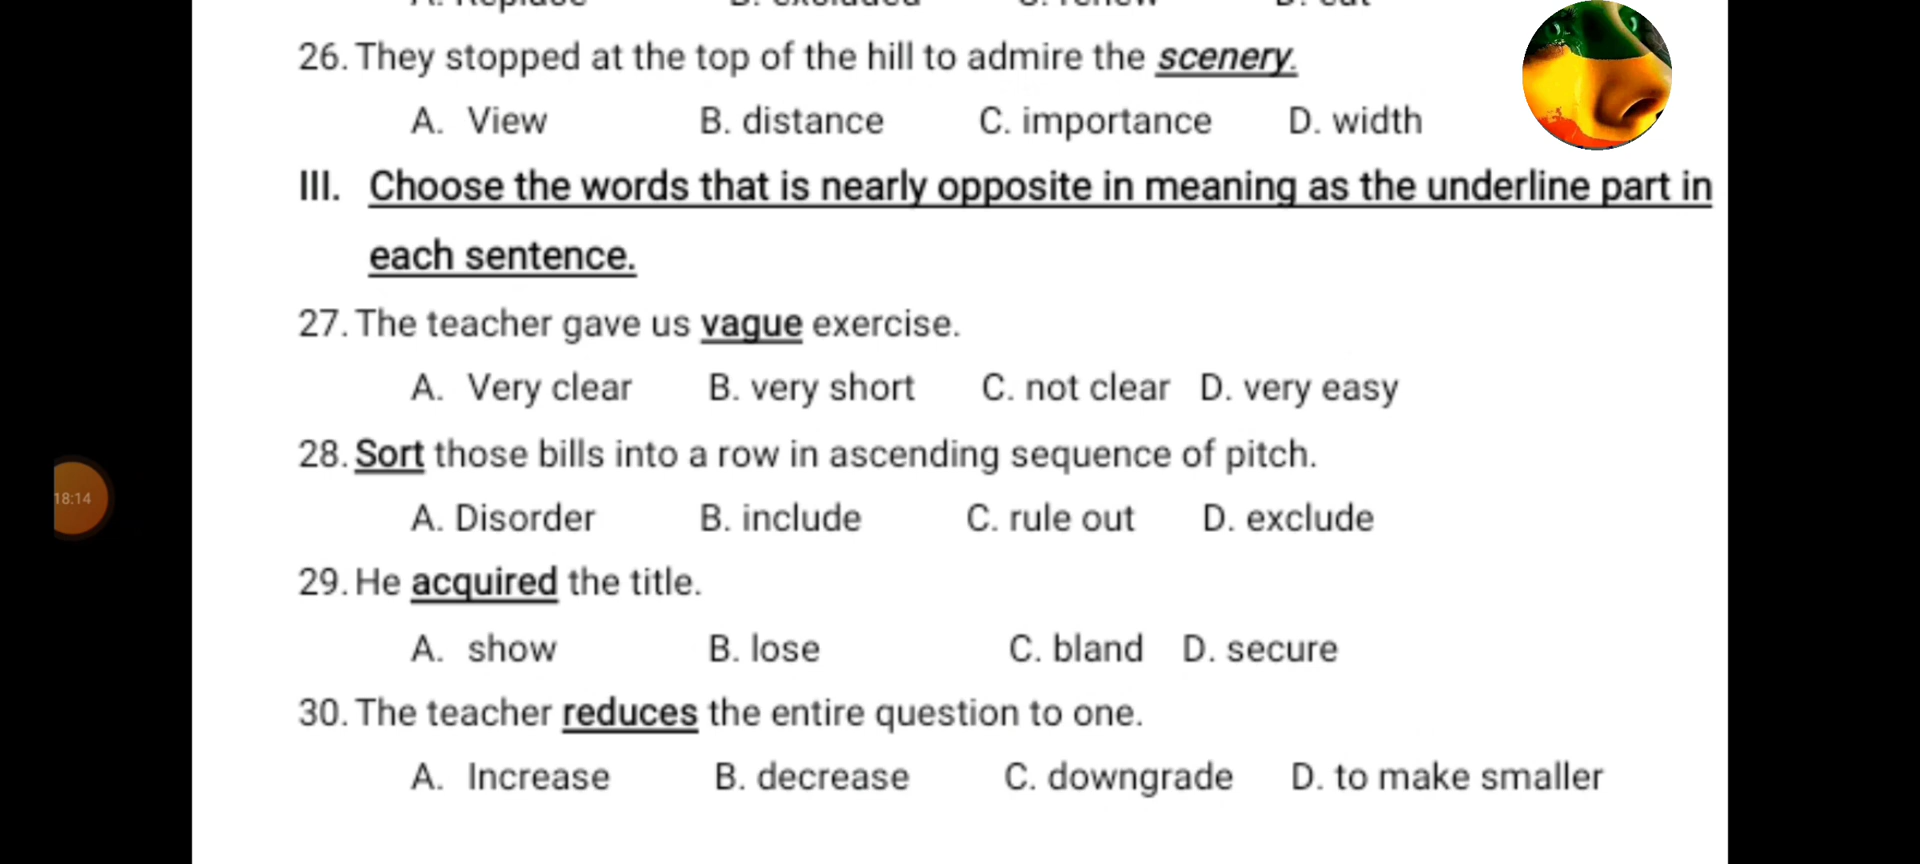 26. They stopped at the top of the hill to admire the scenery.
A. View B. distance C. importance D. width
III. Choose the words that is nearly opposite in meaning as the underline part in
each sentence.
27. The teacher gave us vague exercise.
A. Very clear B. very short C. not clear D. very easy
28. Sort those bills into a row in ascending sequence of pitch.
A. Disorder B. include C. rule out D. exclude
29. He acquired the title.
A. show B. lose C. bland D. secure
30. The teacher reduces the entire question to one.
A. Increase B. decrease C. downgrade D. to make smaller
18:14